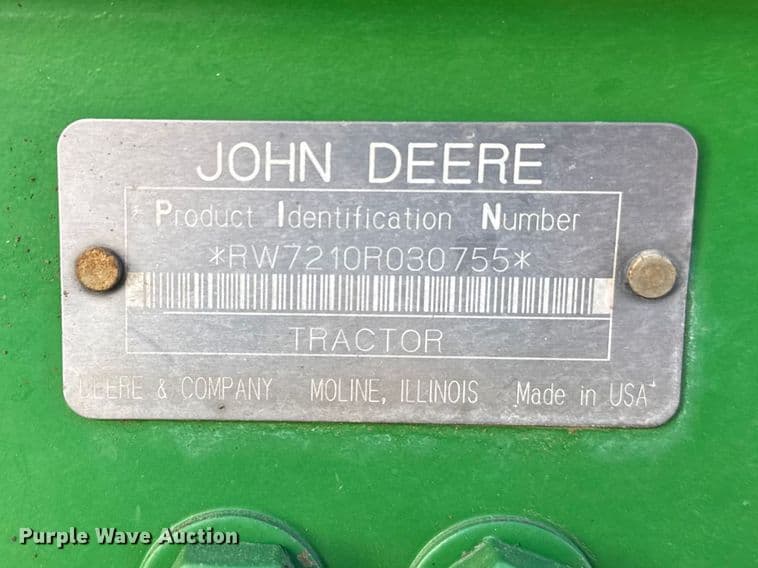 JOHN DEERE
* Product Identification Number
*RW7210R030755*
TRACTOR
DEERE & COMPANY MOLINE, ILLINOIS Made in USA
Purple Wave Auction